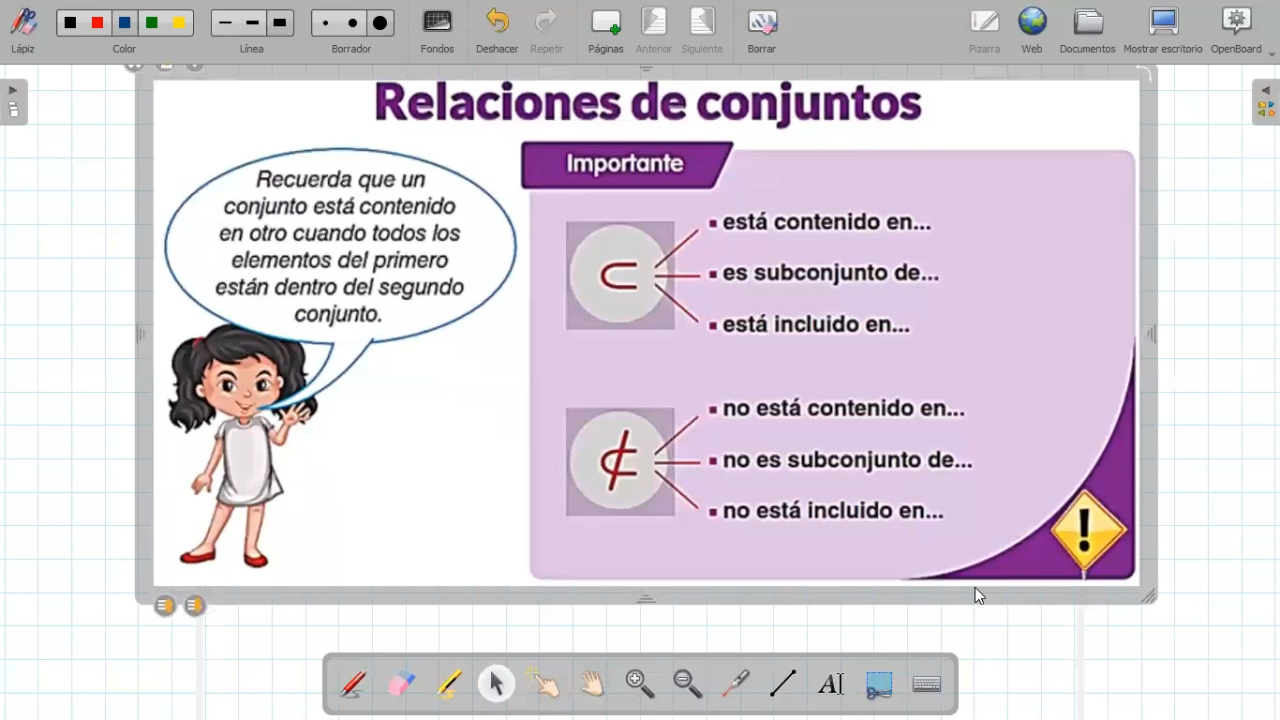 Lápiz
Color
Línea
Borrador
Fondos
Deshacer
Repetir
Páginas
Anterior
Siguiente
Borrar
Pizarra
Web
Documentos
Mostrar escritorio
OpenBoard
Relaciones de conjuntos
Recuerda que un
conjunto está contenido
en otro cuando todos los
elementos del primero
están dentro del segundo
conjunto.
Importante
⊂
▪ está contenido en...
▪ es subconjunto de...
▪ está incluido en...
⊄
▪ no está contenido en...
▪ no es subconjunto de...
▪ no está incluido en...
!
AI